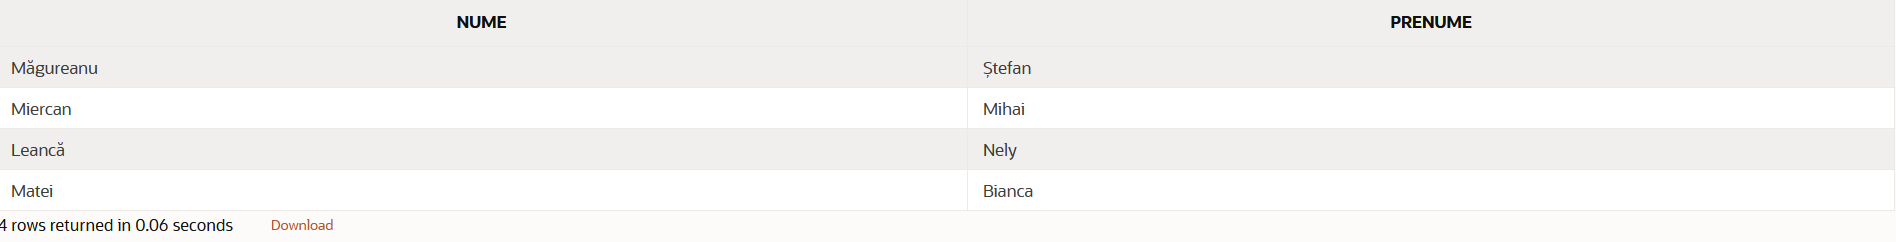 NUME PRENUME
Măgureanu Ștefan
Miercan Mihai
Leancă Nely
Matei Bianca
4 rows returned in 0.06 seconds Download